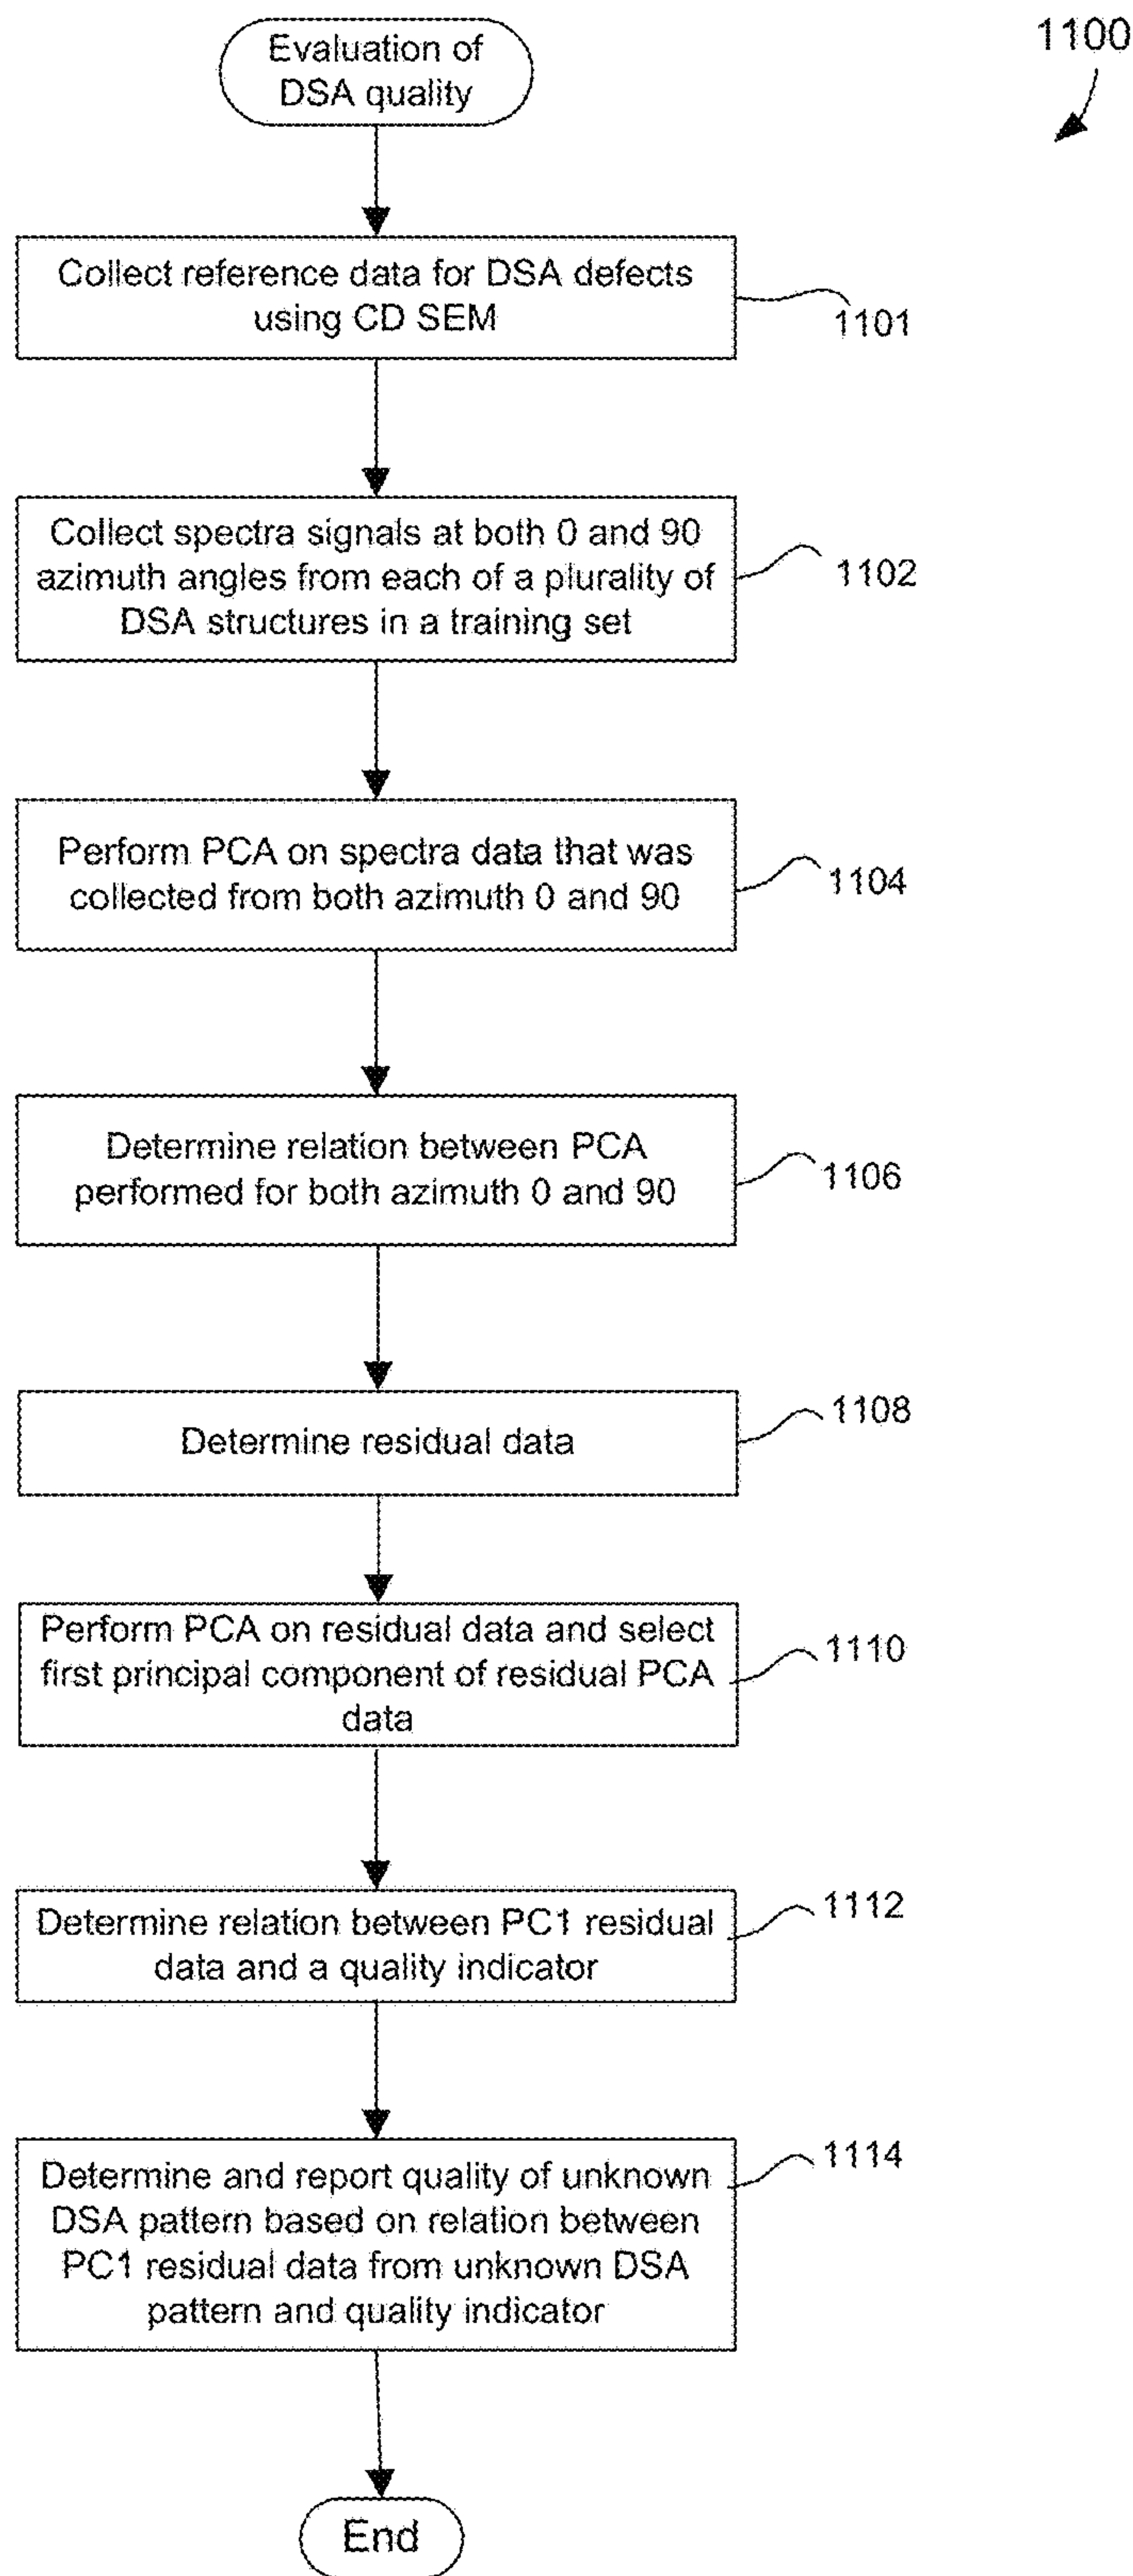 Evaluation of
DSA quality
1100
Collect reference data for DSA defects
using CD SEM
1101
Collect spectra signals at both 0 and 90
azimuth angles from each of a plurality of
DSA structures in a training set
1102
Perform PCA on spectra data that was
collected from both azimuth 0 and 90
1104
Determine relation between PCA
performed for both azimuth 0 and 90
1106
Determine residual data
1108
Perform PCA on residual data and select
first principal component of residual PCA
data
1110
Determine relation between PC1 residual
data and a quality indicator
1112
Determine and report quality of unknown
DSA pattern based on relation between
PC1 residual data from unknown DSA
pattern and quality indicator
1114
End